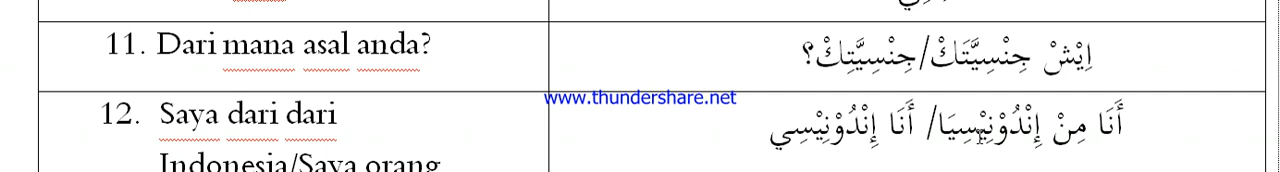 11. Dari mana asal anda?
اِيْشْ جِنْسِيَّتَكْ/جِنْسِيَّتِكْ؟
www.thundershare.net
12. Saya dari dari
Indonesia/Saya orang
أَنَا مِنْ إِنْدُوْنِيْسِيَا/ أَنَا إِنْدُوْنِيْسِي